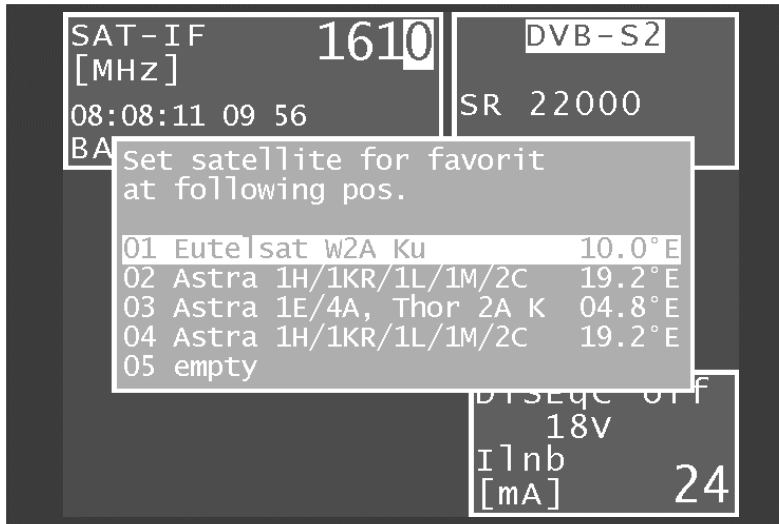 SAT-IF 1610
[MHz]
08:08:11 09 56
BA
DVB-S2
SR 22000
Set satellite for favorit
at following pos.
01 Eutelsat W2A Ku 10.0°E
02 Astra 1H/1KR/1L/1M/2C 19.2°E
03 Astra 1E/4A, Thor 2A K 04.8°E
04 Astra 1H/1KR/1L/1M/2C 19.2°E
05 empty
DiSEqC off
18V
Ilnb
[mA] 24